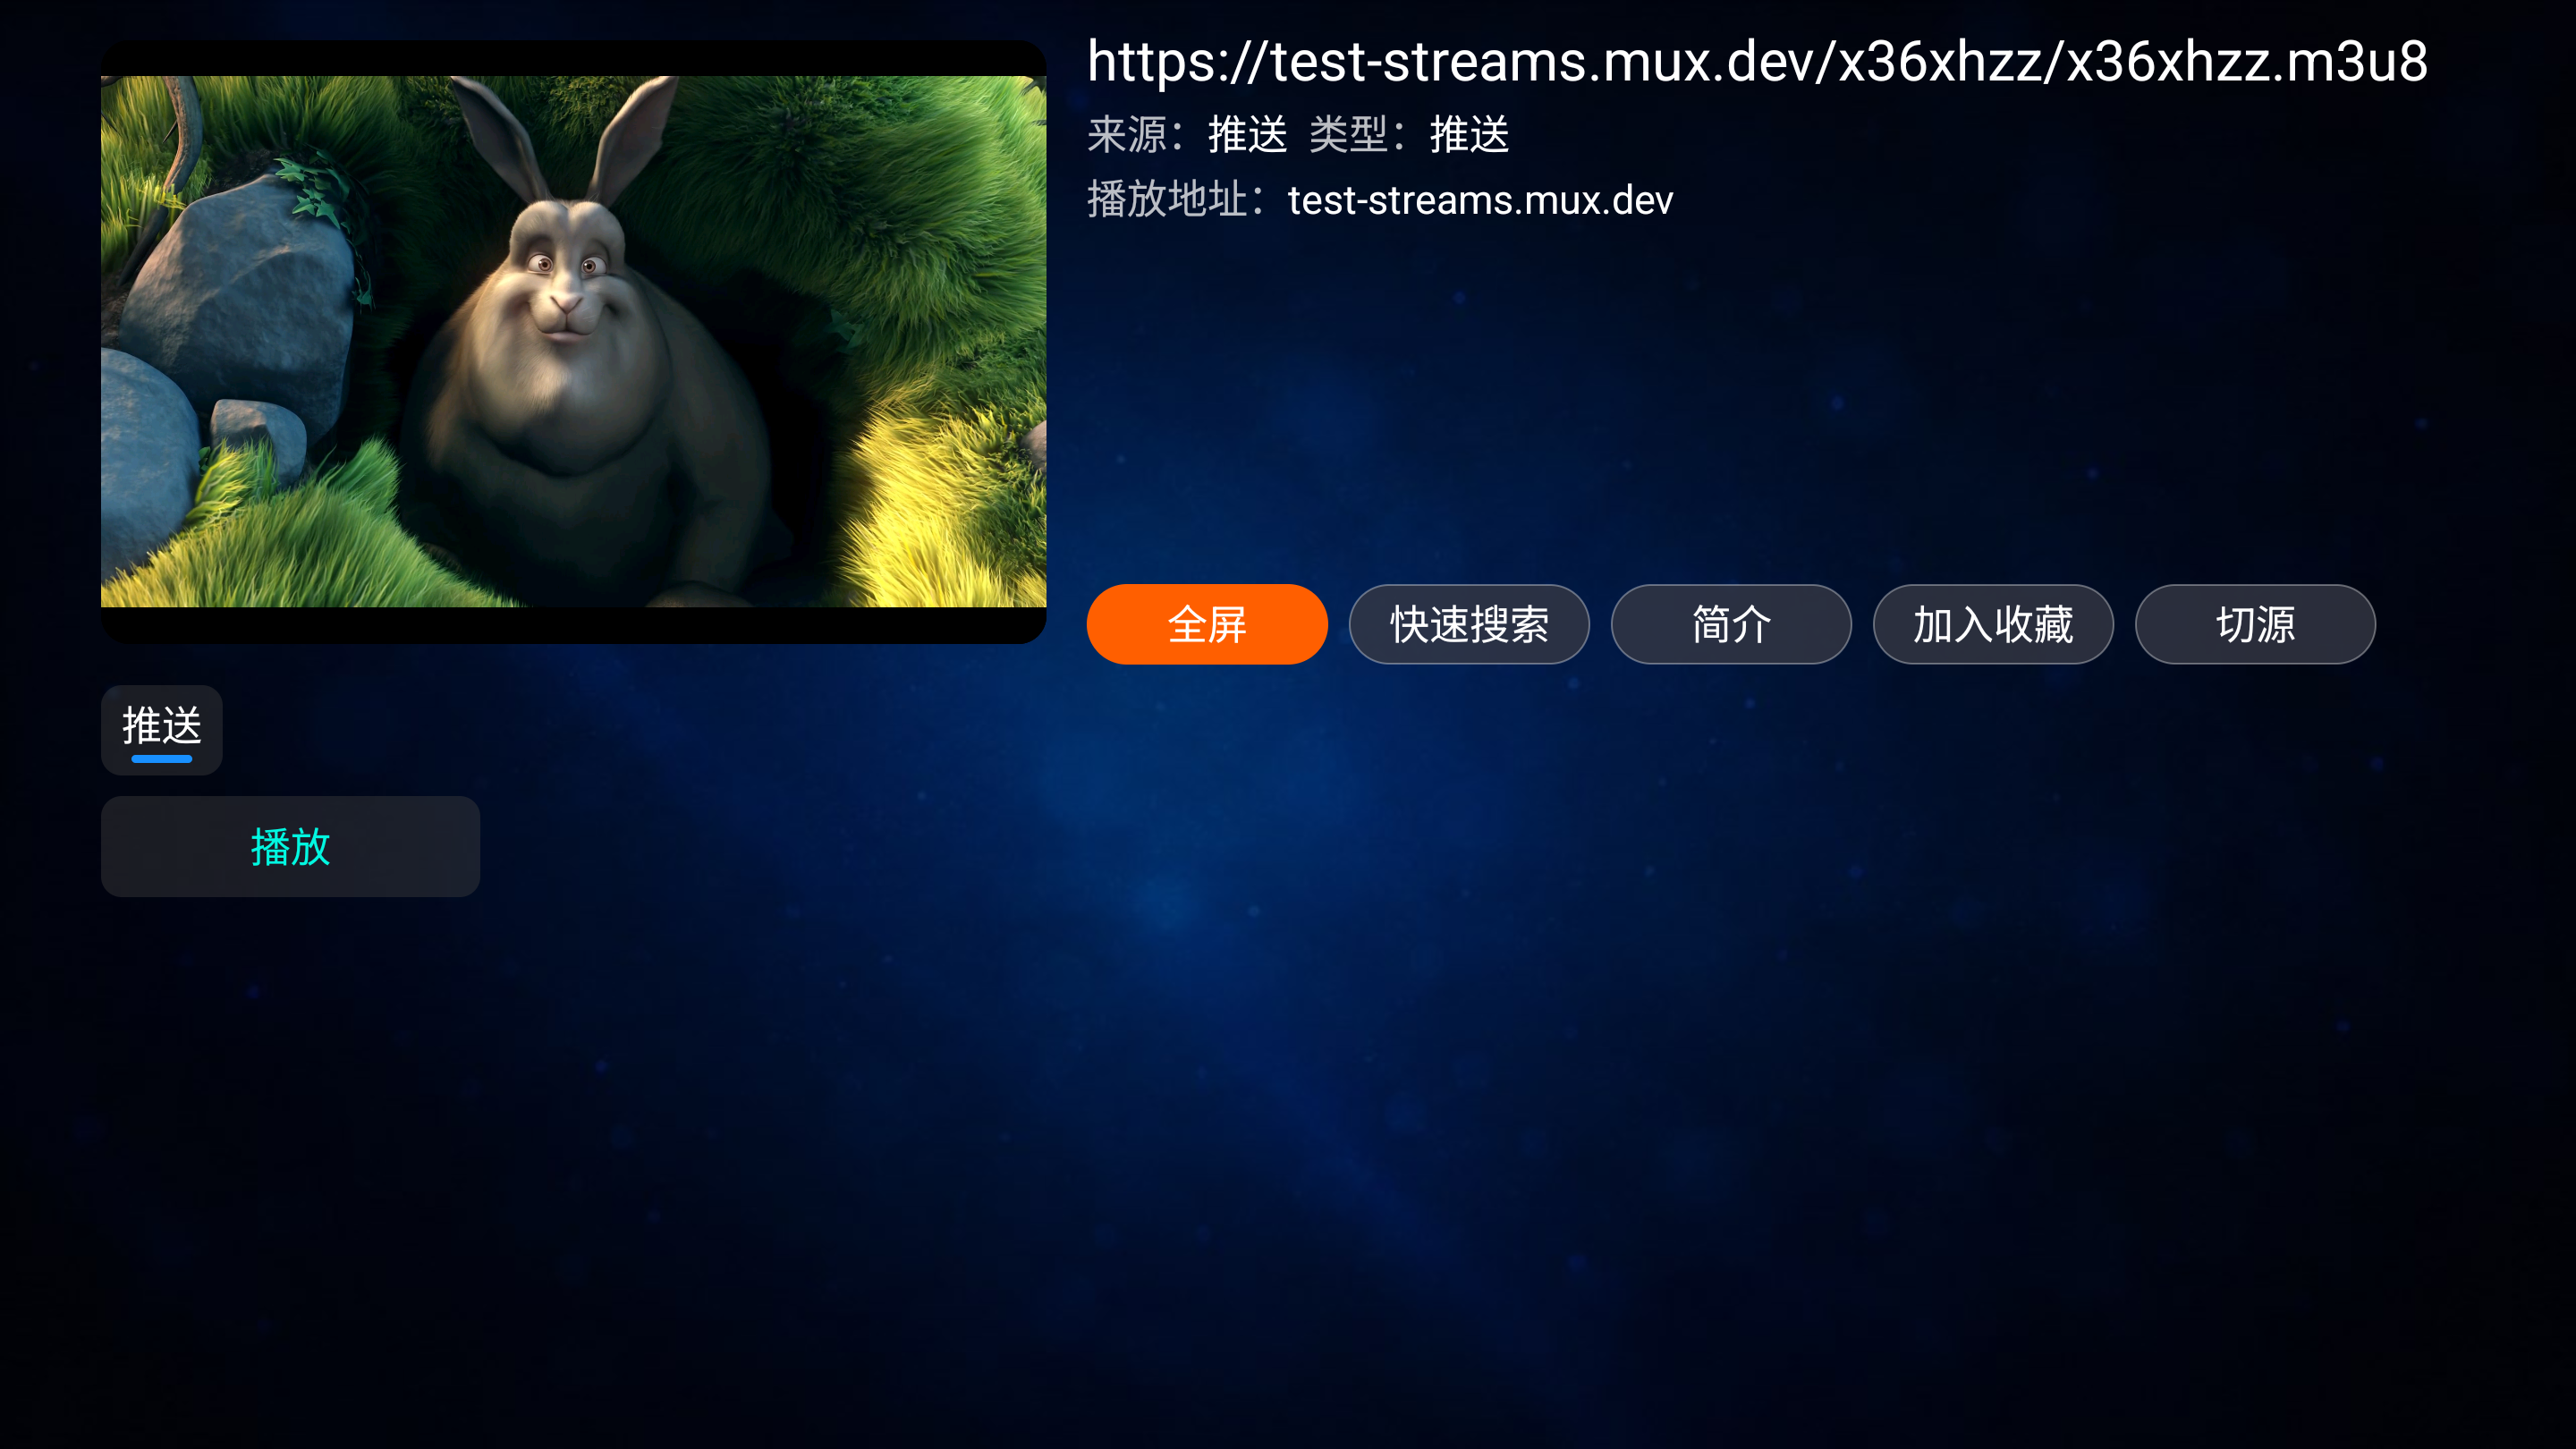 https://test-streams.mux.dev/x36xhzz/x36xhzz.m3u8
来源：推送 类型：推送
播放地址：test-streams.mux.dev
全屏 快速搜索 简介 加入收藏 切源
推送
播放